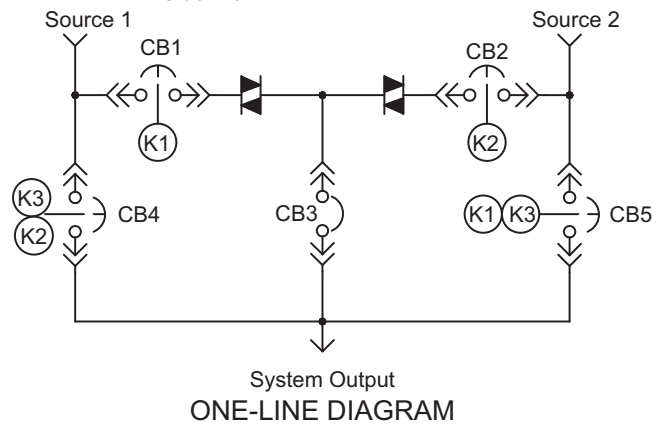 Source 1 Source 2
CB1 CB2
K1 K2
K3 CB4 CB3 K1 K3 CB5
K2
System Output
ONE-LINE DIAGRAM